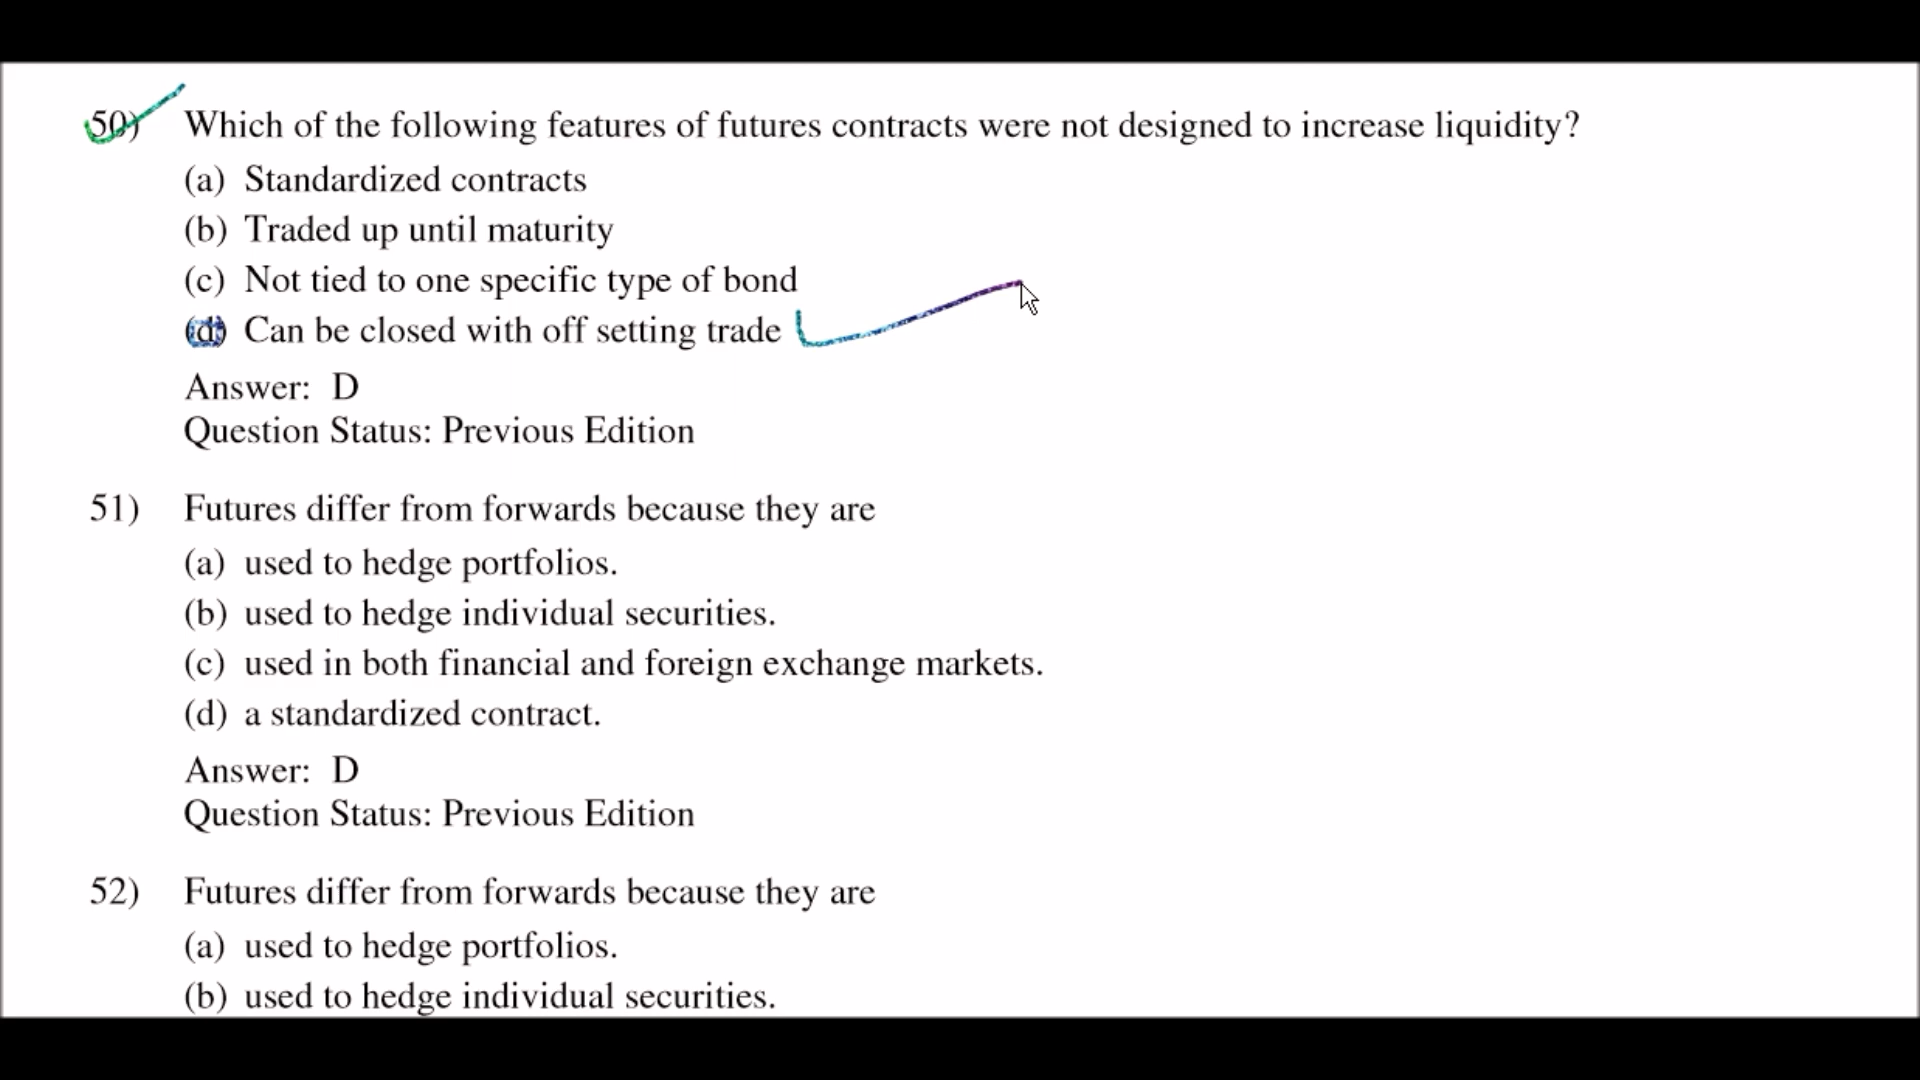 50) Which of the following features of futures contracts were not designed to increase liquidity?
(a) Standardized contracts
(b) Traded up until maturity
(c) Not tied to one specific type of bond
(d) Can be closed with off setting trade
Answer: D
Question Status: Previous Edition
51) Futures differ from forwards because they are
(a) used to hedge portfolios.
(b) used to hedge individual securities.
(c) used in both financial and foreign exchange markets.
(d) a standardized contract.
Answer: D
Question Status: Previous Edition
52) Futures differ from forwards because they are
(a) used to hedge portfolios.
(b) used to hedge individual securities.